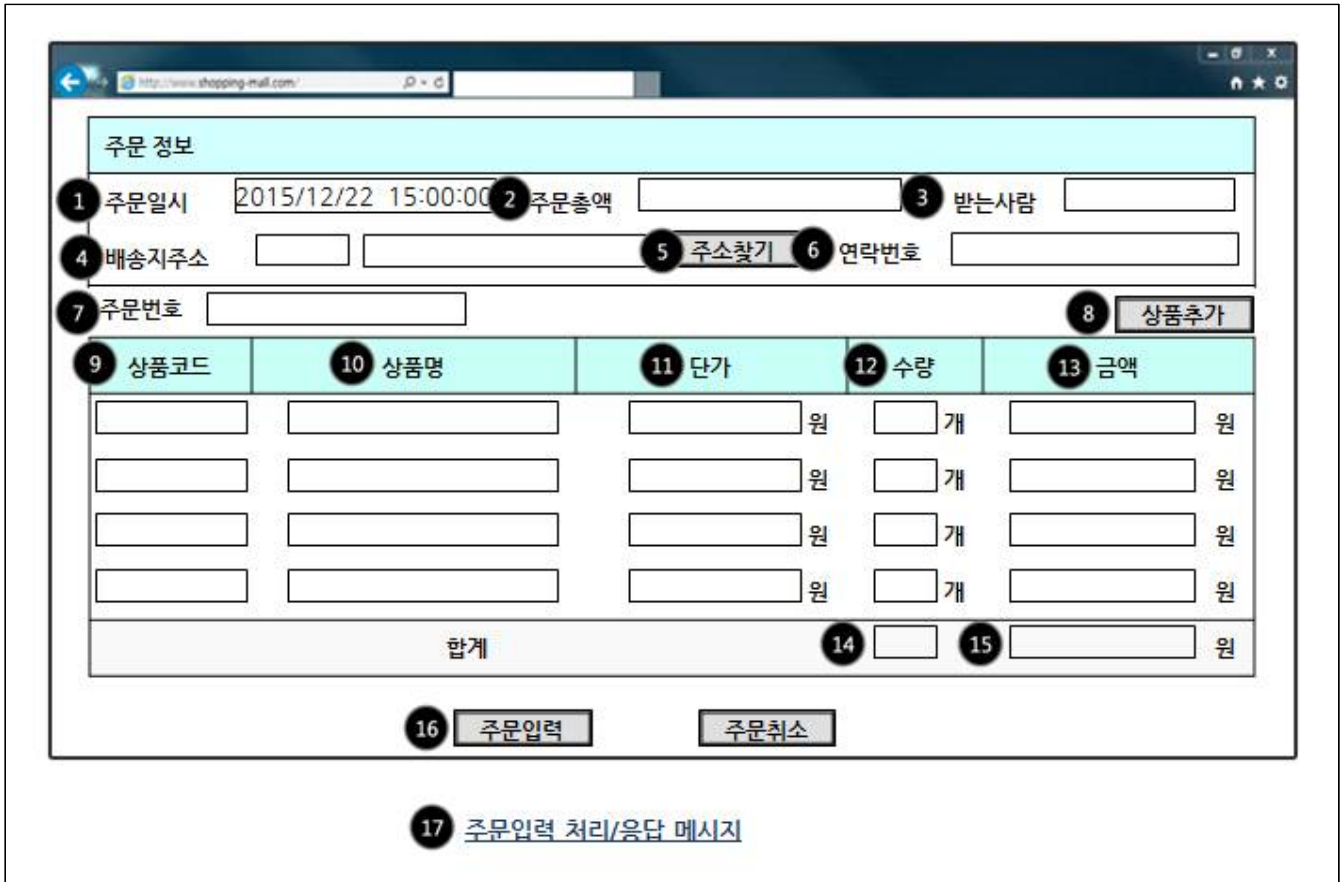 http://www.shopping-mall.com/
주문 정보
1 주문일시 2015/12/22 15:00:00 2 주문총액 3 받는사람
4 배송지주소 5 주소찾기 6 연락번호
7 주문번호 8 상품추가
9 상품코드 10 상품명 11 단가 12 수량 13 금액
원 개 원
원 개 원
원 개 원
원 개 원
합계 14 15 원
16 주문입력 주문취소
17 주문입력 처리/응답 메시지